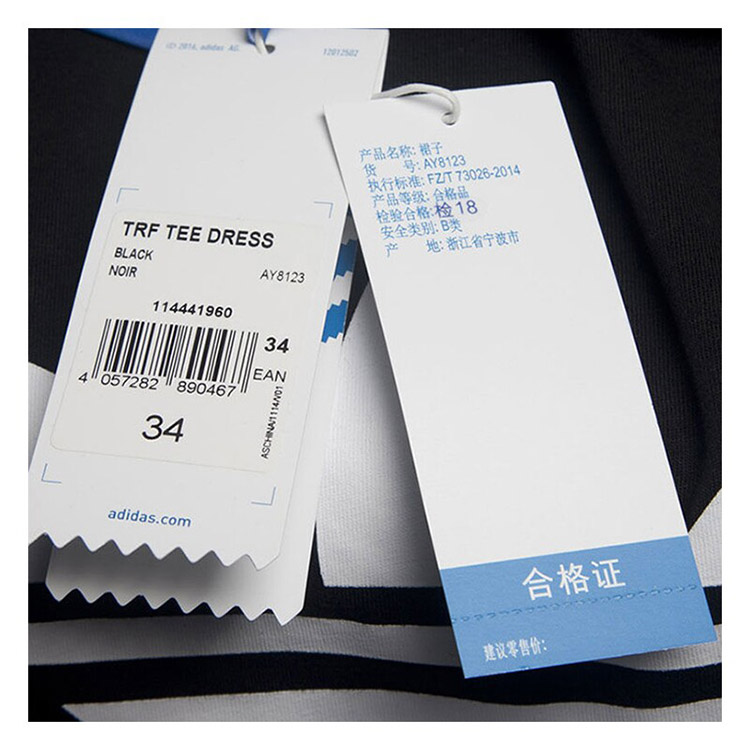 © 2014, adidas AG.
12012502
TRF TEE DRESS
BLACK
NOIR
AY8123
114441960
34
EAN
4 057282 890467
34
ASCHINA/1114/V01
adidas.com
产品名称: 裙子
货 号: AY8123
执行标准: FZ/T 73026-2014
产品等级: 合格品
检验合格: 检18
安全类别: B类
产 地: 浙江省宁波市
合格证
建议零售价: